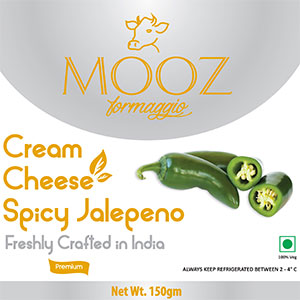 MOOZ
formaggio
Cream
Cheese
Spicy Jalepeno
Freshly Crafted in India
Premium
100% Veg
ALWAYS KEEP REFRIGERATED BETWEEN 2 - 4° C
Net Wt. 150gm